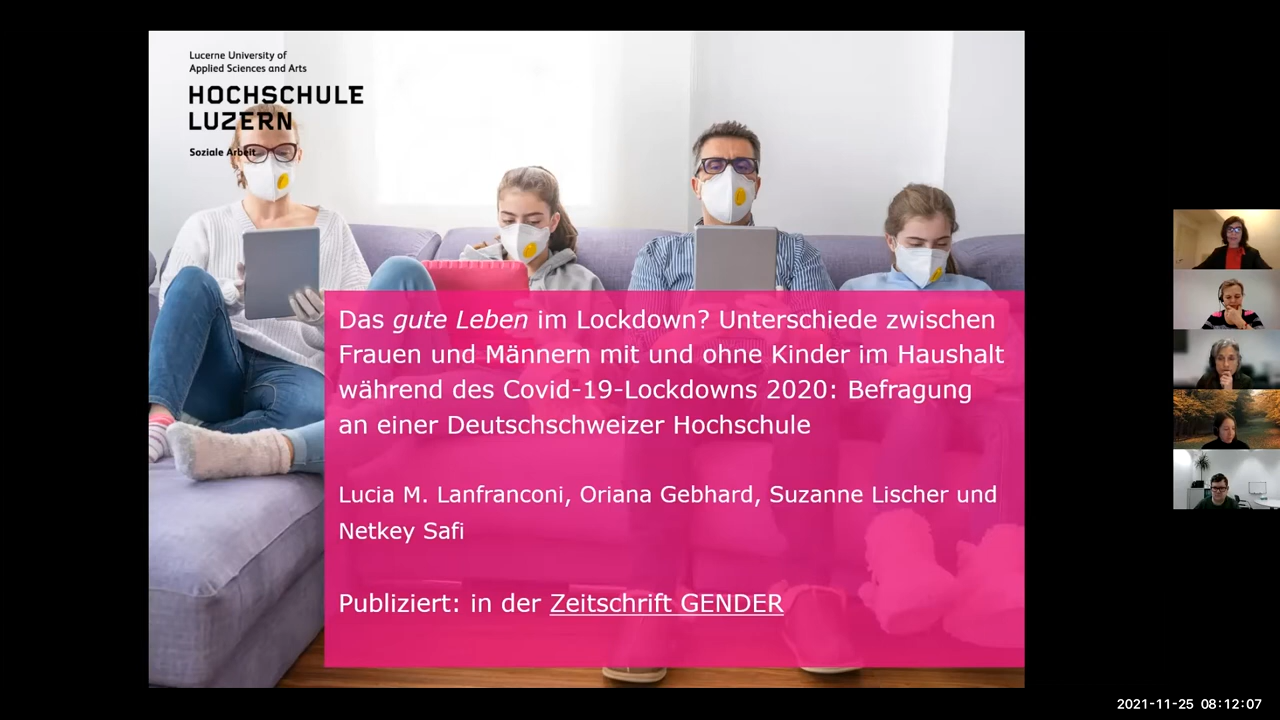 Lucerne University of
Applied Sciences and Arts
HOCHSCHULE
LUZERN
Soziale Arbeit
Das gute Leben im Lockdown? Unterschiede zwischen
Frauen und Männern mit und ohne Kinder im Haushalt
während des Covid-19-Lockdowns 2020: Befragung
an einer Deutschschweizer Hochschule
Lucia M. Lanfranconi, Oriana Gebhard, Suzanne Lischer und
Netkey Safi
Publiziert: in der Zeitschrift GENDER
2021-11-25 08:12:07